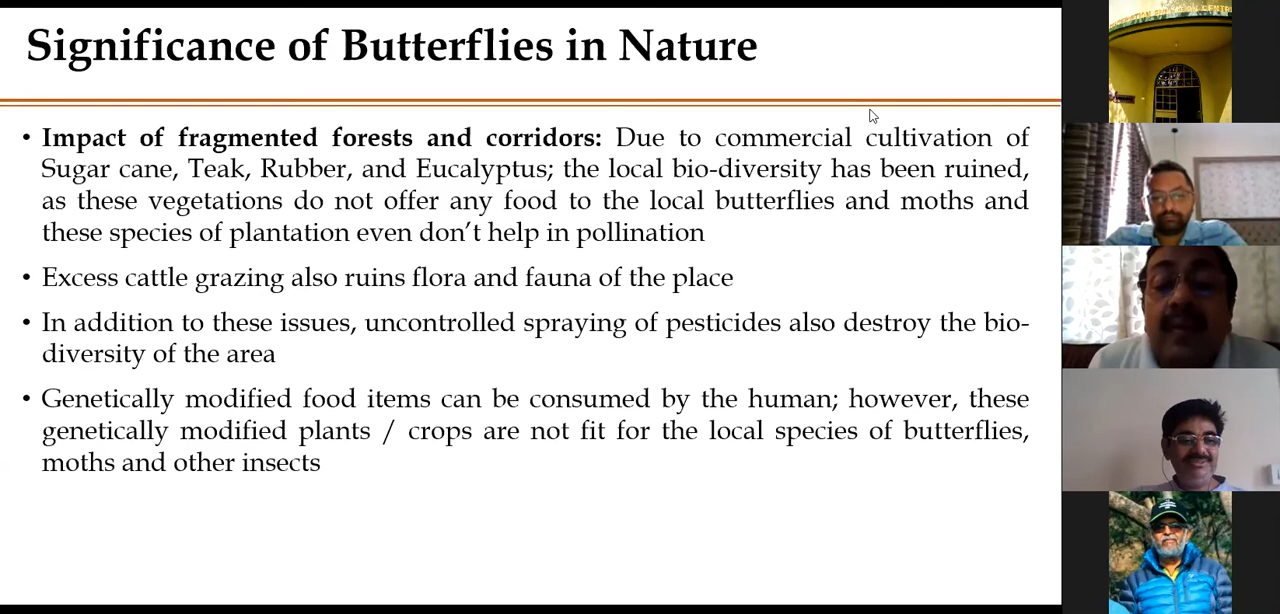 Significance of Butterflies in Nature
• Impact of fragmented forests and corridors: Due to commercial cultivation of
Sugar cane, Teak, Rubber, and Eucalyptus; the local bio-diversity has been ruined,
as these vegetations do not offer any food to the local butterflies and moths and
these species of plantation even don’t help in pollination
• Excess cattle grazing also ruins flora and fauna of the place
• In addition to these issues, uncontrolled spraying of pesticides also destroy the bio-
diversity of the area
• Genetically modified food items can be consumed by the human; however, these
genetically modified plants / crops are not fit for the local species of butterflies,
moths and other insects